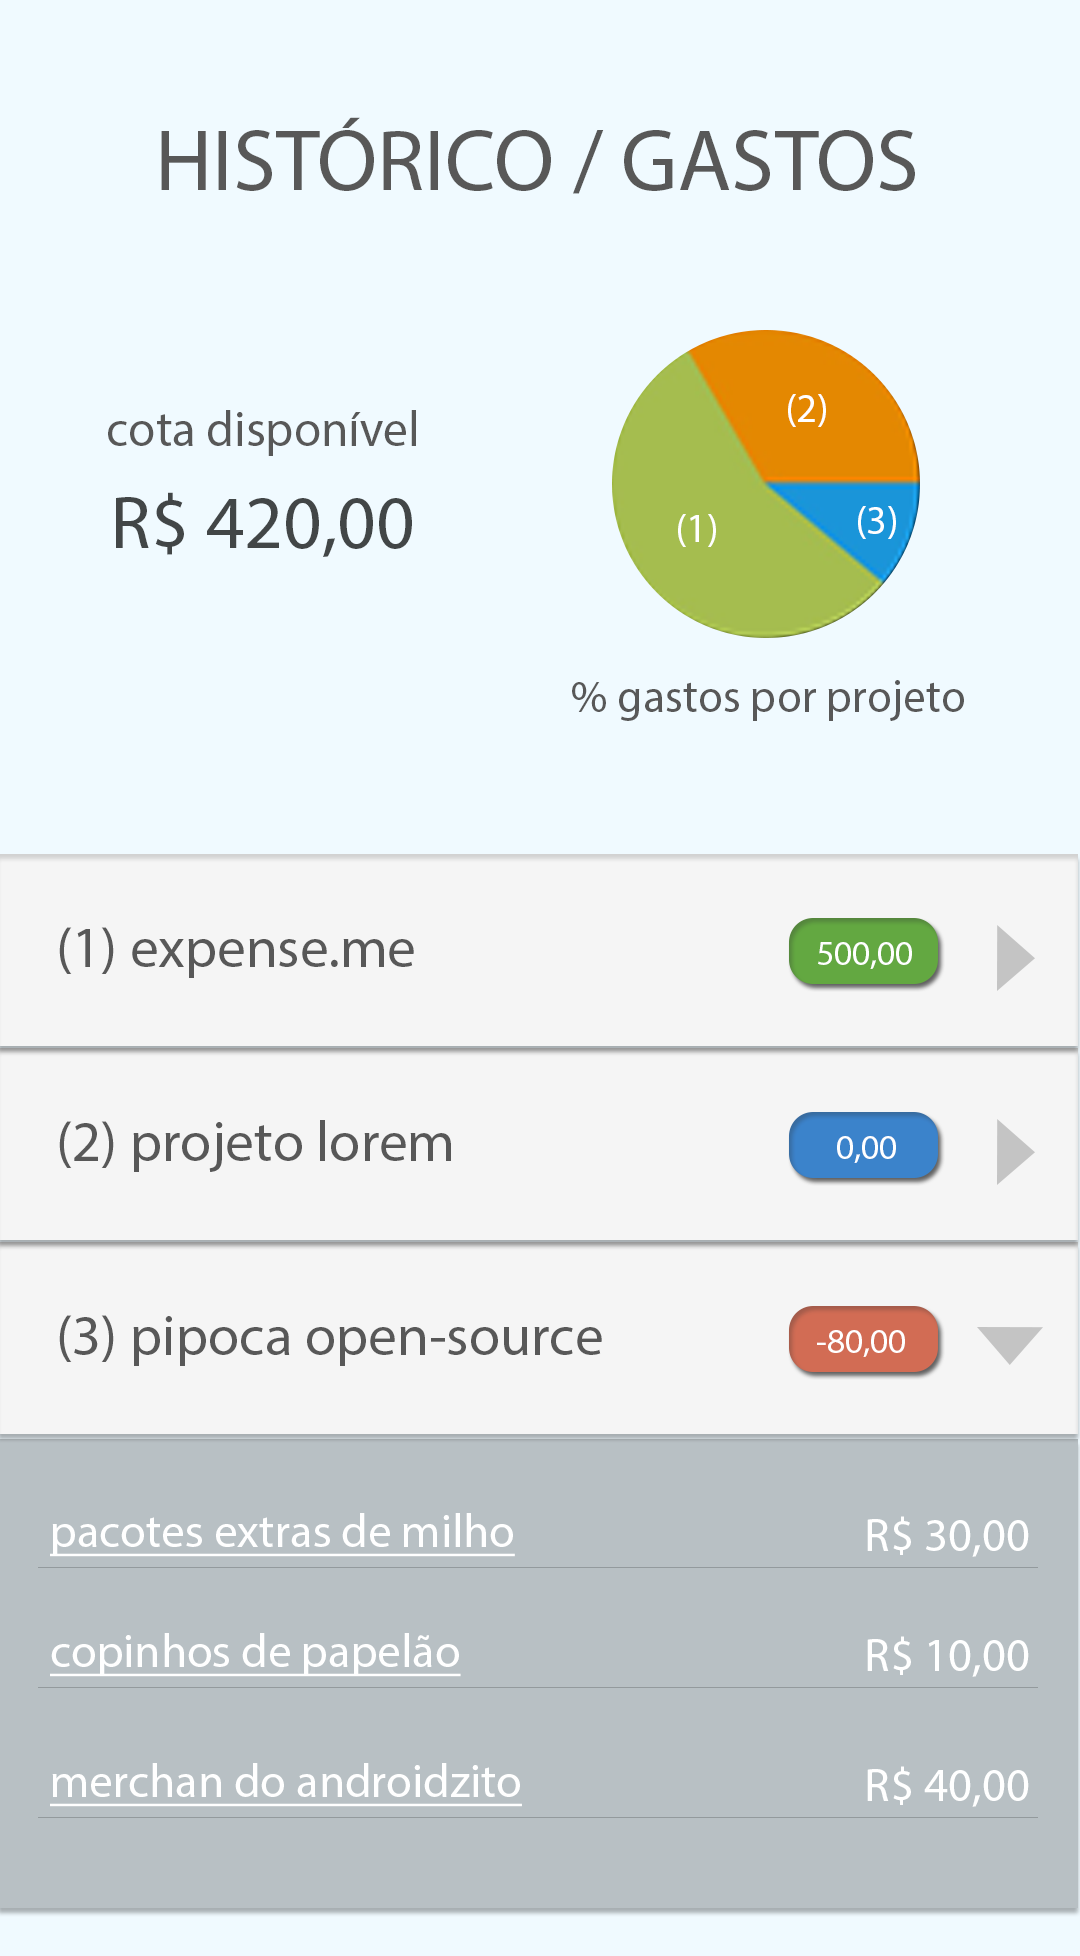 HISTÓRICO / GASTOS
cota disponível
R$ 420,00
(2)
(3)
(1)
% gastos por projeto
(1) expense.me 500,00
(2) projeto lorem 0,00
(3) pipoca open-source -80,00
pacotes extras de milho R$ 30,00
copinhos de papelão R$ 10,00
merchan do androidzito R$ 40,00